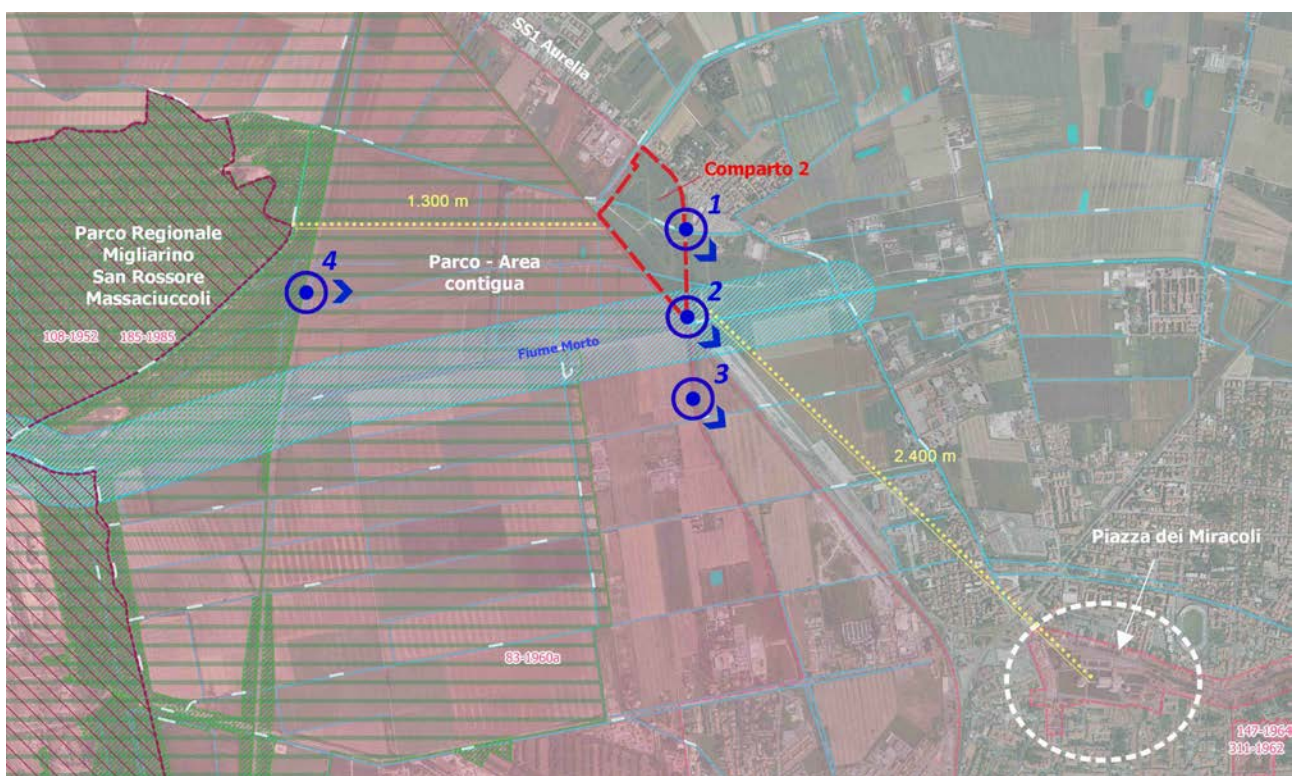 SS1 Aurelia
Comparto 2
1.300 m
1
Parco Regionale
Migliarino
San Rossore
Massaciuccoli
4
Parco - Area
contigua
2
108-1952
185-1985
Fiume Morto
3
2.400 m
Piazza dei Miracoli
83-1960a
147-1964
311-1962